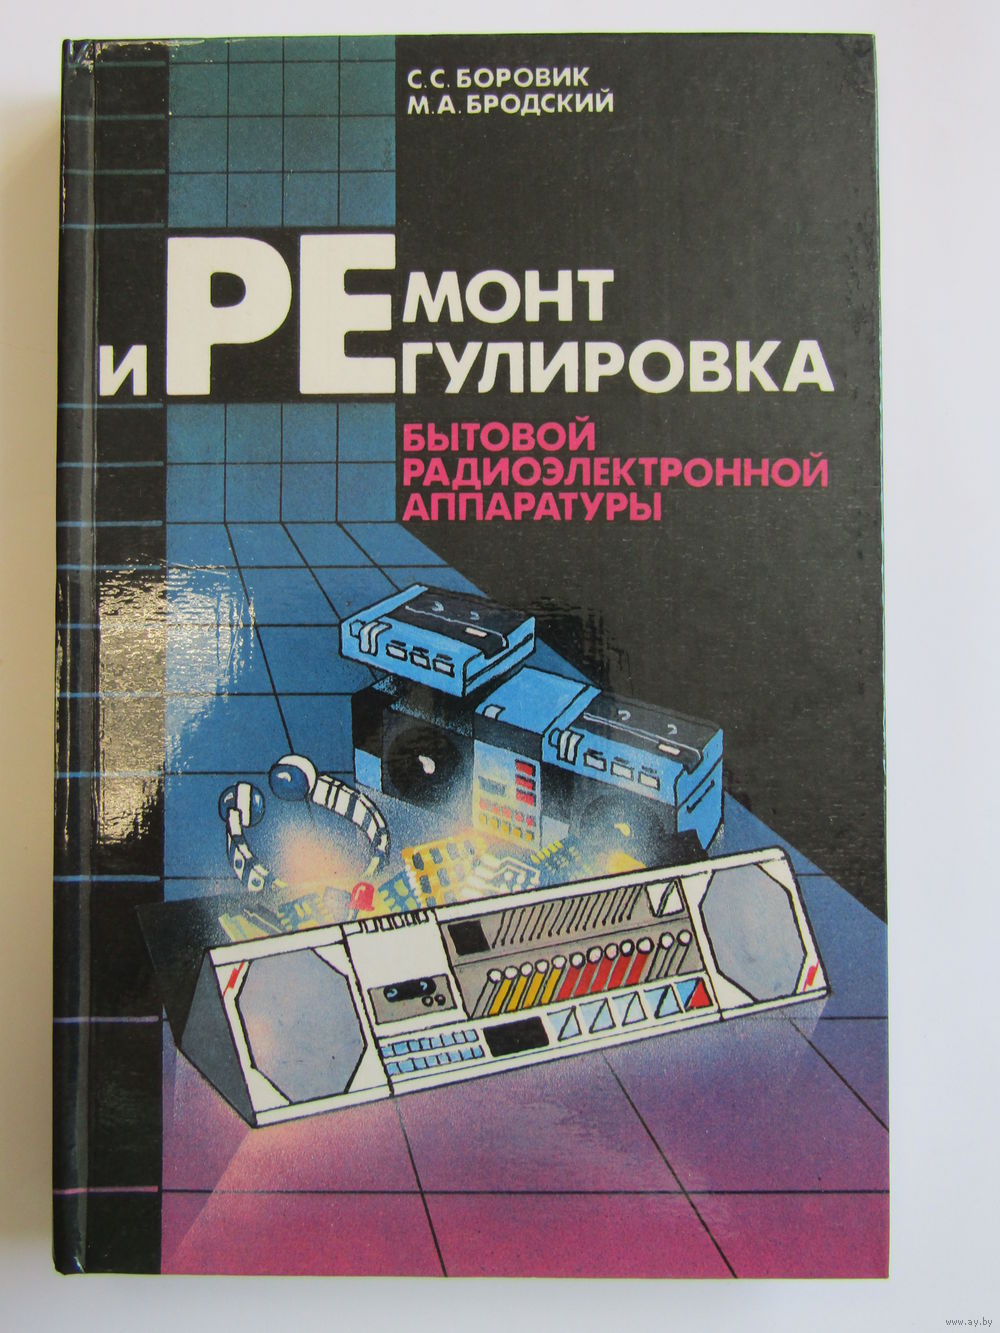 С.С. БОРОВИК
М.А. БРОДСКИЙ
РЕМОНТ
И РЕГУЛИРОВКА
БЫТОВОЙ
РАДИОЭЛЕКТРОННОЙ
АППАРАТУРЫ
www.ay.by